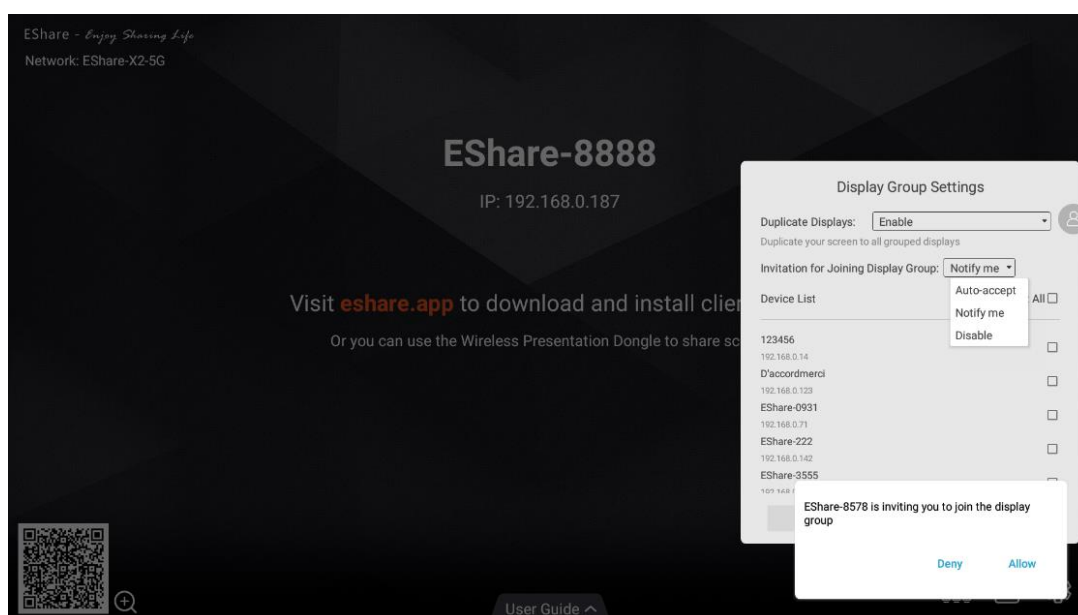 EShare - Enjoy Sharing Life
Network: EShare-X2-5G
EShare-8888
IP: 192.168.0.187
Visit eshare.app to download and install clie
Or you can use the Wireless Presentation Dongle to share sc
Display Group Settings
Duplicate Displays: Enable
Duplicate your screen to all grouped displays
Invitation for Joining Display Group: Notify me
Auto-accept
Notify me
Disable
Device List All
123456
192.168.0.14
D'accordmerci
192.168.0.123
EShare-0931
192.168.0.71
EShare-222
192.168.0.142
EShare-3555
EShare-8578 is inviting you to join the display
group
Deny Allow
User Guide